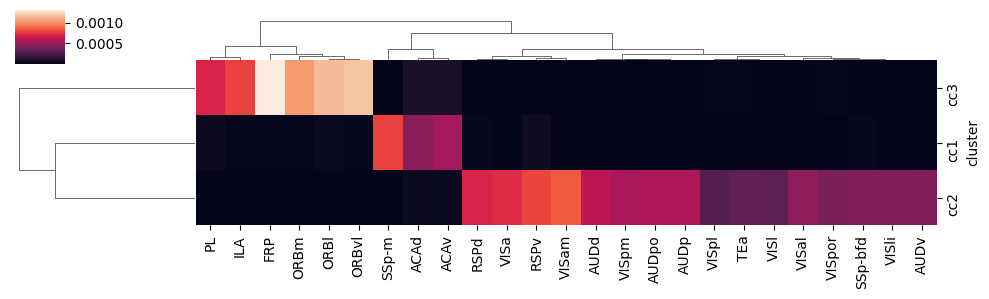 0.0010
0.0005
cc3
cc1
cc2
cluster
PL
ILA
FRP
ORBm
ORBl
ORBvl
SSp-m
ACAd
ACAv
RSPd
VISa
RSPv
VISam
AUDd
VISpm
AUDpo
AUDp
VISpl
TEa
VISl
VISal
VISpor
SSp-bfd
VISli
AUDv